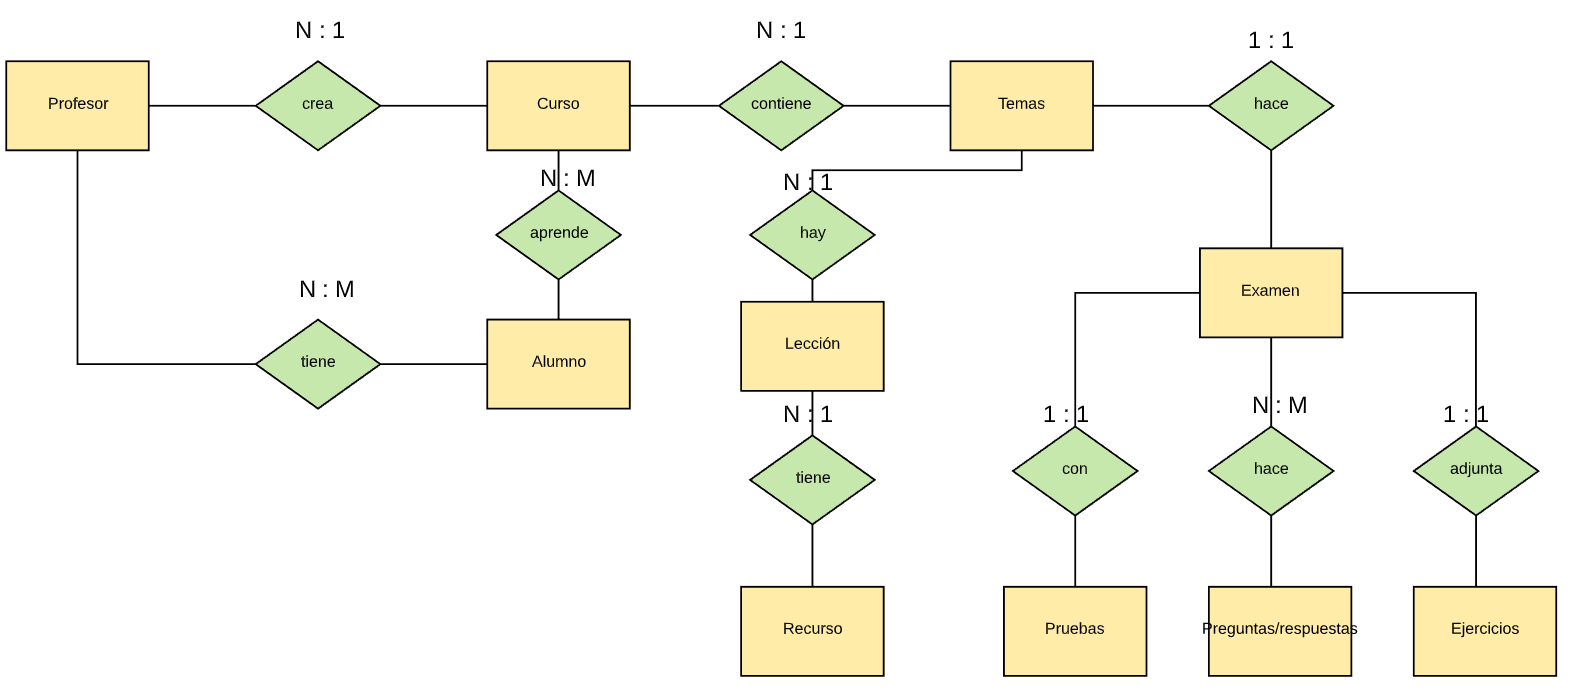 N : 1
N : 1
1 : 1
Profesor
crea
Curso
contiene
Temas
hace
N : M
N : 1
aprende
hay
N : M
Examen
tiene
Alumno
Lección
N : 1
1 : 1
N : M
1 : 1
tiene
con
hace
adjunta
Recurso
Pruebas
Preguntas/respuestas
Ejercicios